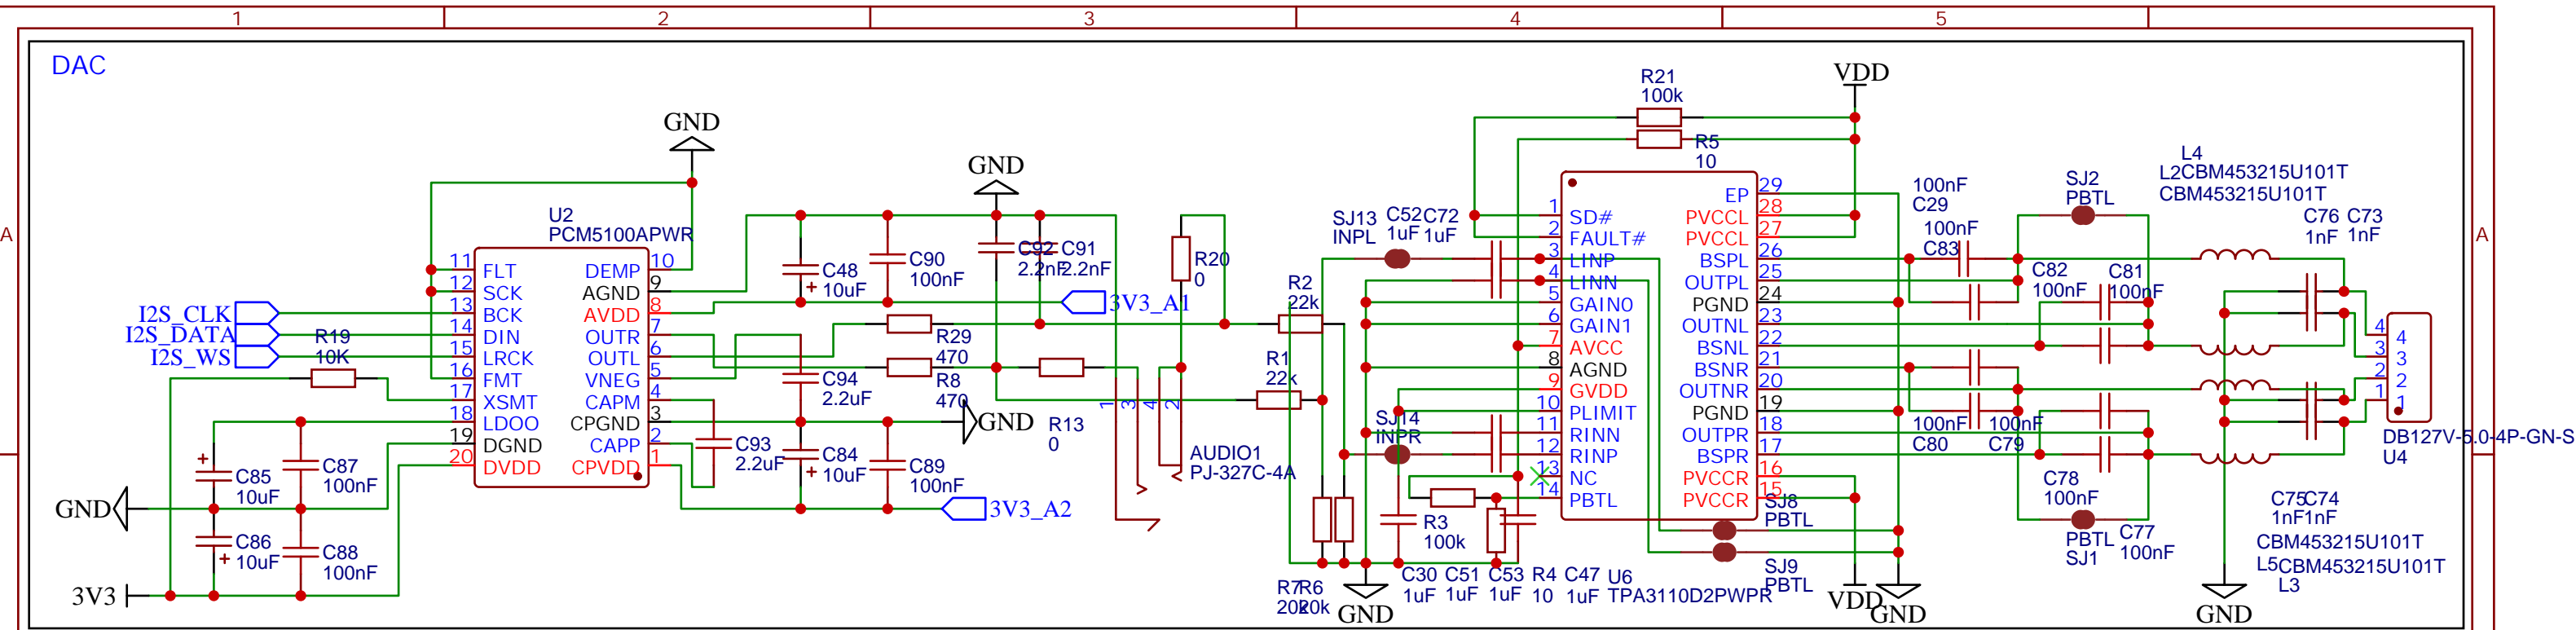 1 2 3 4 5
DAC
A
A
GND
U2
PCM5100APWR
11 FLT
12 SCK
13 BCK
14 DIN
15 LRCK
16 FMT
17 XSMT
18 LDOO
19 DGND
20 DVDD
DEMP 10
AGND 9
AVDD 8
OUTR 7
OUTL 6
VNEG 5
CAPM 4
CPGND 3
CAPP 2
CPVDD 1
I2S_CLK
I2S_DATA
I2S_WS
R19
10K
GND
3V3
C85
10uF
C87
100nF
C86
10uF
C88
100nF
C48
10uF
C90
100nF
GND
C92
2.2nF
C91
2.2nF
3V3_A1
R29
470
R8
470
C94
2.2uF
C93
2.2uF
C84
10uF
C89
100nF
GND
3V3_A2
R20
0
R13
0
1 3 4 2
AUDIO1
PJ-327C-4A
R2
22k
R1
22k
R7
20k
R6
20k
GND
SJ13
INPL
C52
1uF
C72
1uF
SJ14
INPR
R21
100k
R5
10
VDD
1 SD#
2 FAULT#
3 LINP
4 LINN
5 GAIN0
6 GAIN1
7 AVCC
8 AGND
9 GVDD
10 PLIMIT
11 RINN
12 RINP
13 NC
14 PBTL
EP 29
PVCCL 28
PVCCL 27
BSPL 26
OUTPL 25
PGND 24
OUTNL 23
BSNL 22
BSNR 21
OUTNR 20
PGND 19
OUTPR 18
BSPR 17
PVCCR 16
PVCCR 15
R3
100k
C30
1uF
C51
1uF
C53
1uF
R4
10
C47
1uF
U6
TPA3110D2PWPR
SJ8
PBTL
SJ9
PBTL
VDD
GND
100nF
C29
100nF
C83
SJ2
PBTL
C82
100nF
C81
100nF
100nF
C80
100nF
C79
C78
100nF
PBTL
SJ1
C77
100nF
L4
L2
CBM453215U101T
CBM453215U101T
C76
1nF
C73
1nF
4 3 2 1
4
3
2
1
DB127V-5.0-4P-GN-S
U4
C75
1nF
C74
1nF
CBM453215U101T
L5
CBM453215U101T
L3
GND